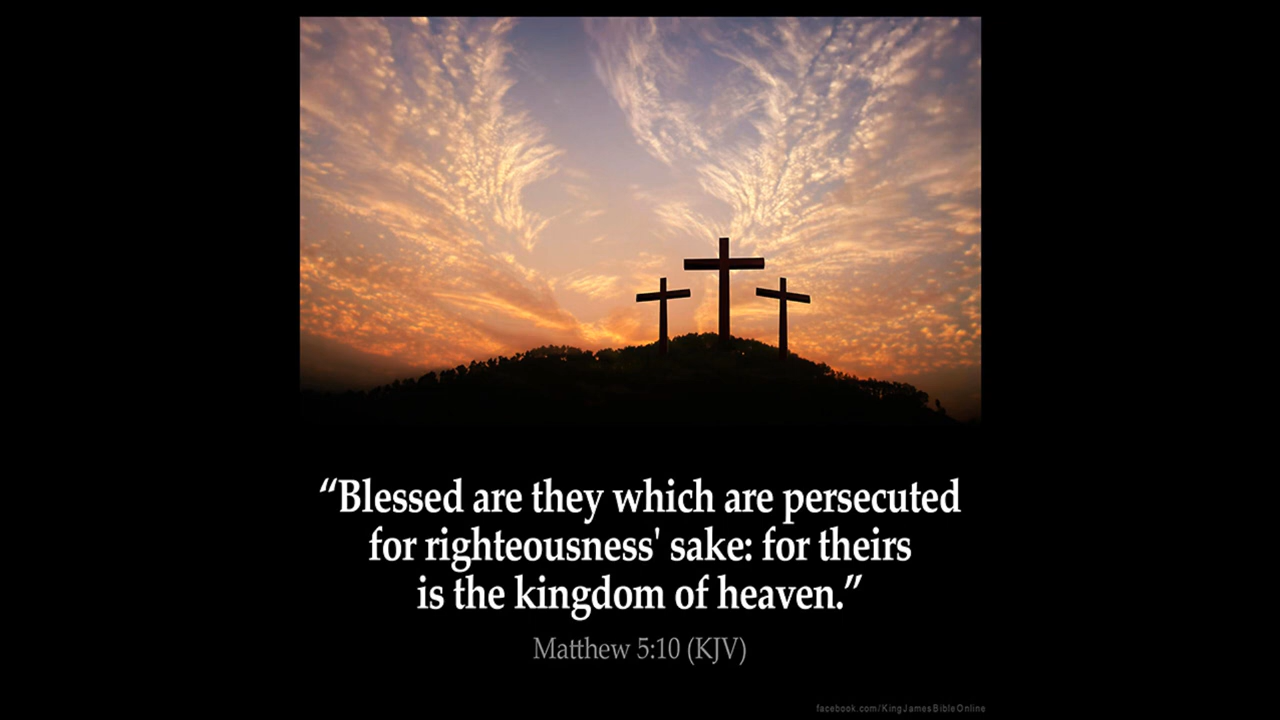 “Blessed are they which are persecuted
for righteousness' sake: for theirs
is the kingdom of heaven.”
Matthew 5:10 (KJV)
facebook.com/KingJamesBibleOnline